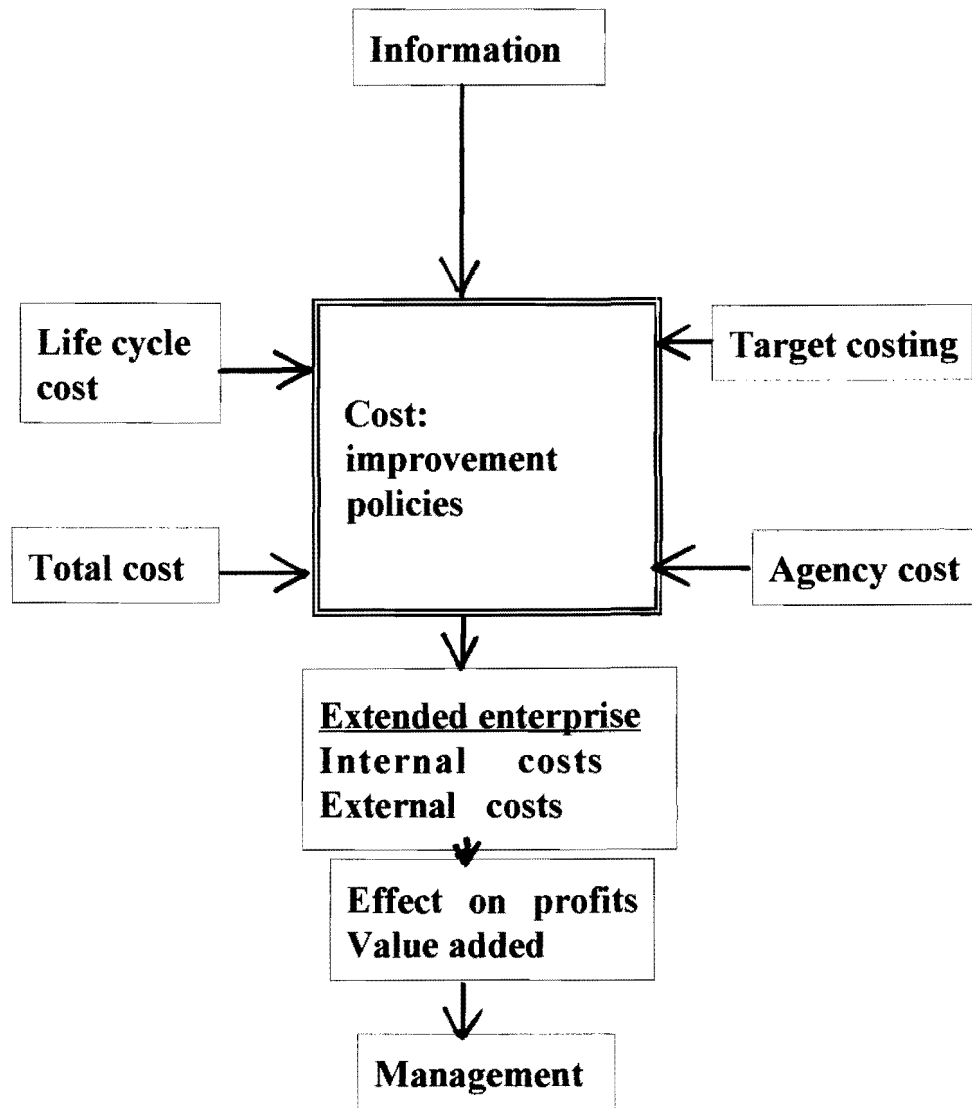 Information
Life cycle
cost
Target costing
Cost:
improvement
policies
Total cost
Agency cost
Extended enterprise
Internal costs
External costs
Effect on profits
Value added
Management